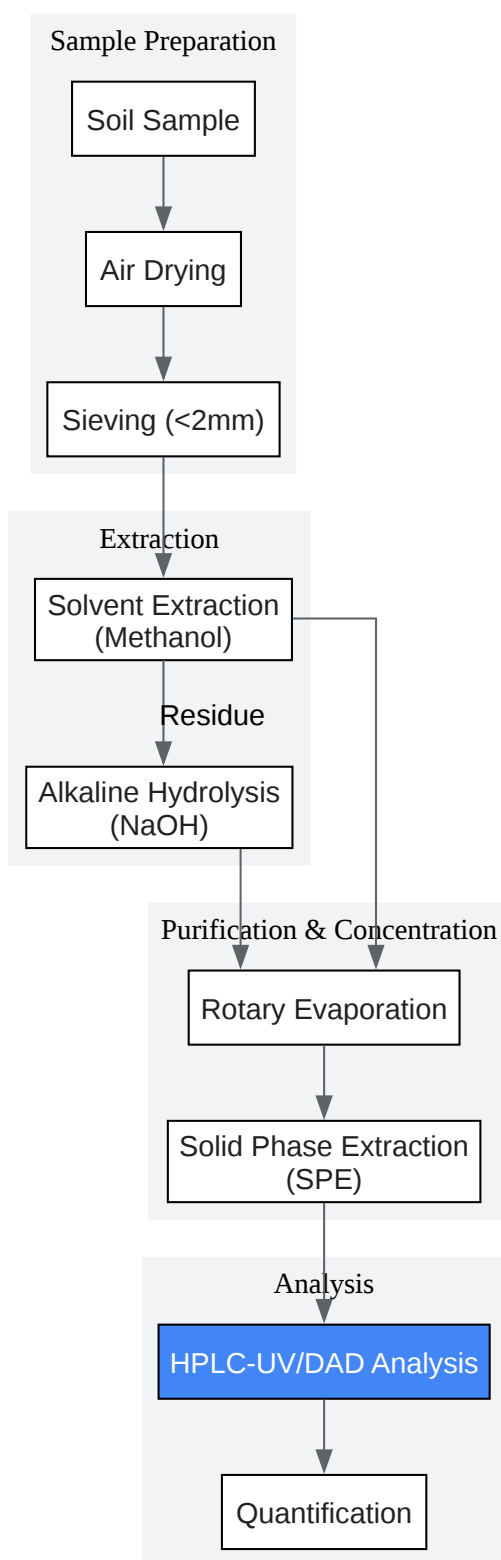 Sample Preparation
Soil Sample
Air Drying
Sieving (<2mm)
Extraction
Solvent Extraction
(Methanol)
Residue
Alkaline Hydrolysis
(NaOH)
Purification & Concentration
Rotary Evaporation
Solid Phase Extraction
(SPE)
Analysis
HPLC-UV/DAD Analysis
Quantification